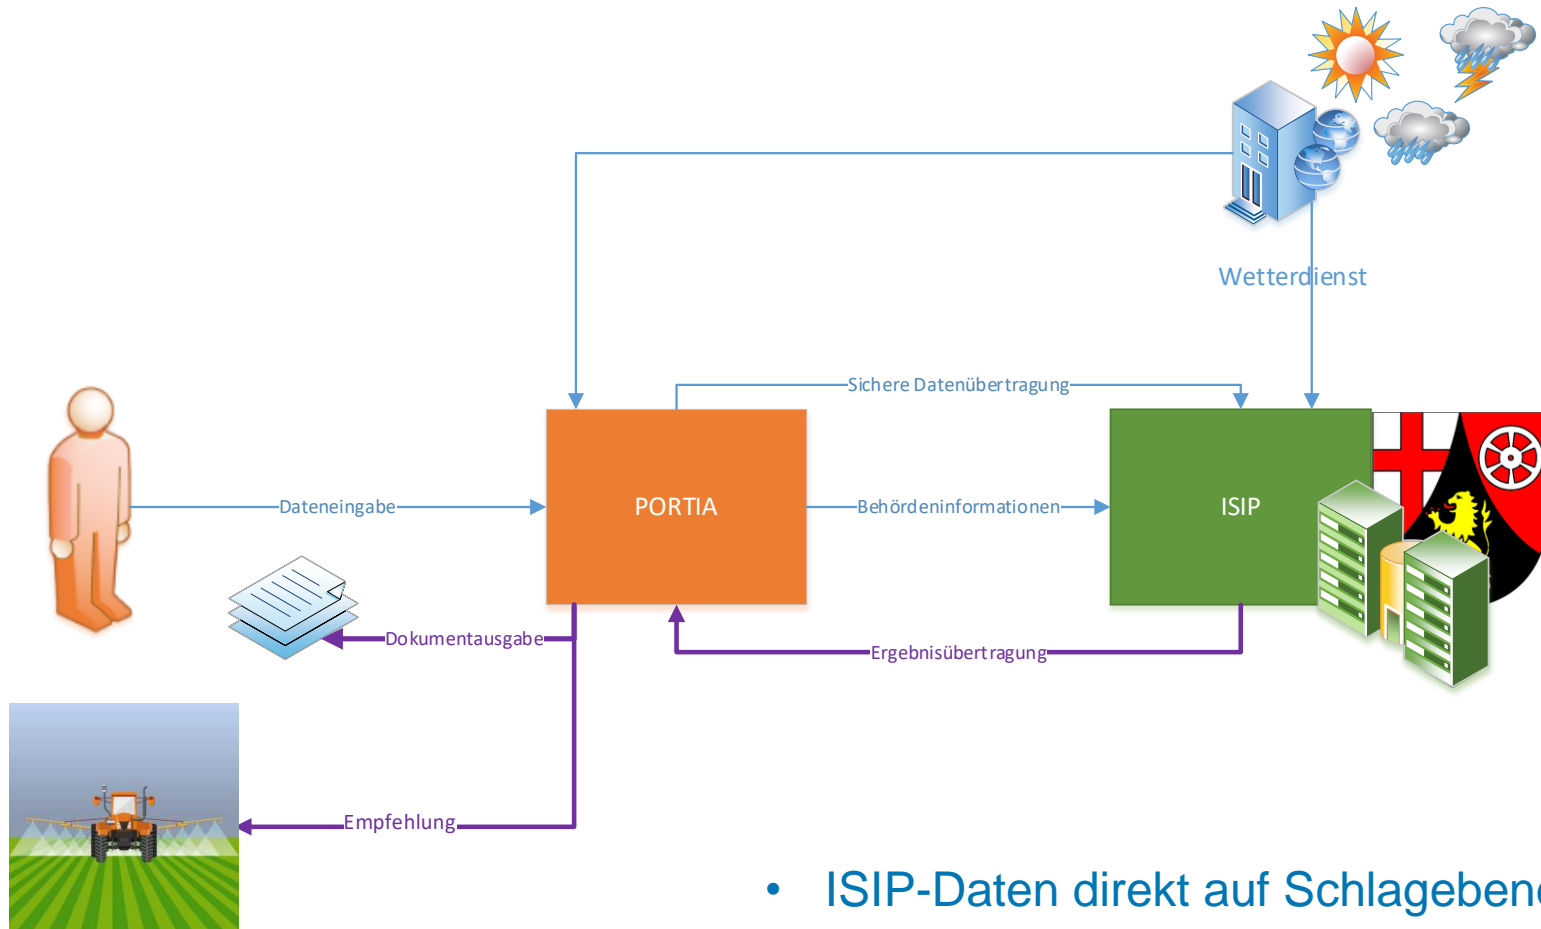 Wetterdienst
Sichere Datenübertragung
Dateneingabe
PORTIA
Behördeninformationen
ISIP
Dokumentausgabe
Ergebnisübertragung
Empfehlung
• ISIP-Daten direkt auf Schlagebene